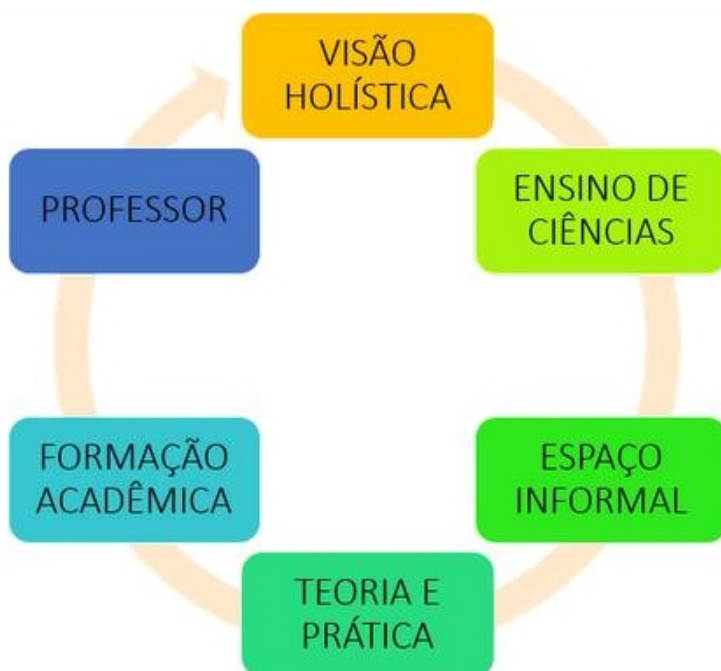 VISÃO
HOLÍSTICA
ENSINO DE
CIÊNCIAS
ESPAÇO
INFORMAL
TEORIA E
PRÁTICA
FORMAÇÃO
ACADÊMICA
PROFESSOR